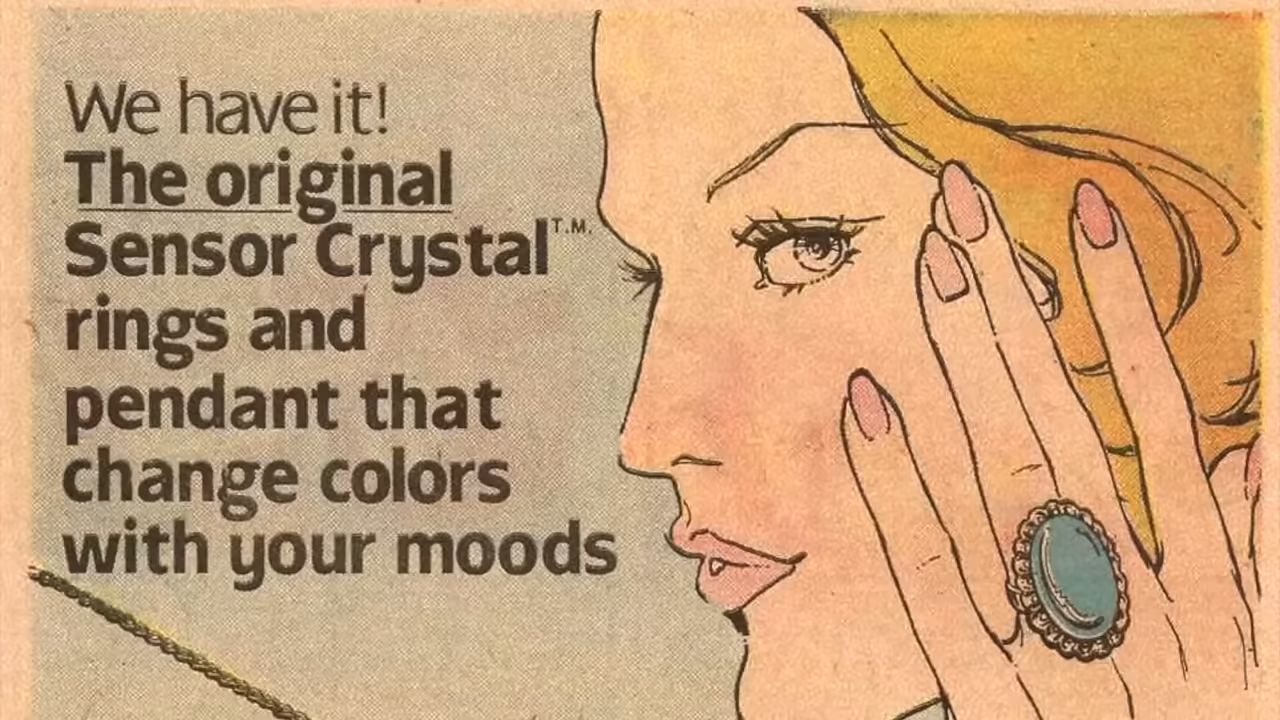 We have it!
The original
Sensor Crystal T.M.
rings and
pendant that
change colors
with your moods